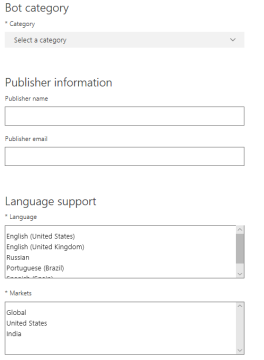 Bot category
* Category
Select a category
Publisher information
Publisher name
Publisher email
Language support
* Language
English (United States)
English (United Kingdom)
Russian
Portuguese (Brazil)
* Markets
Global
United States
India